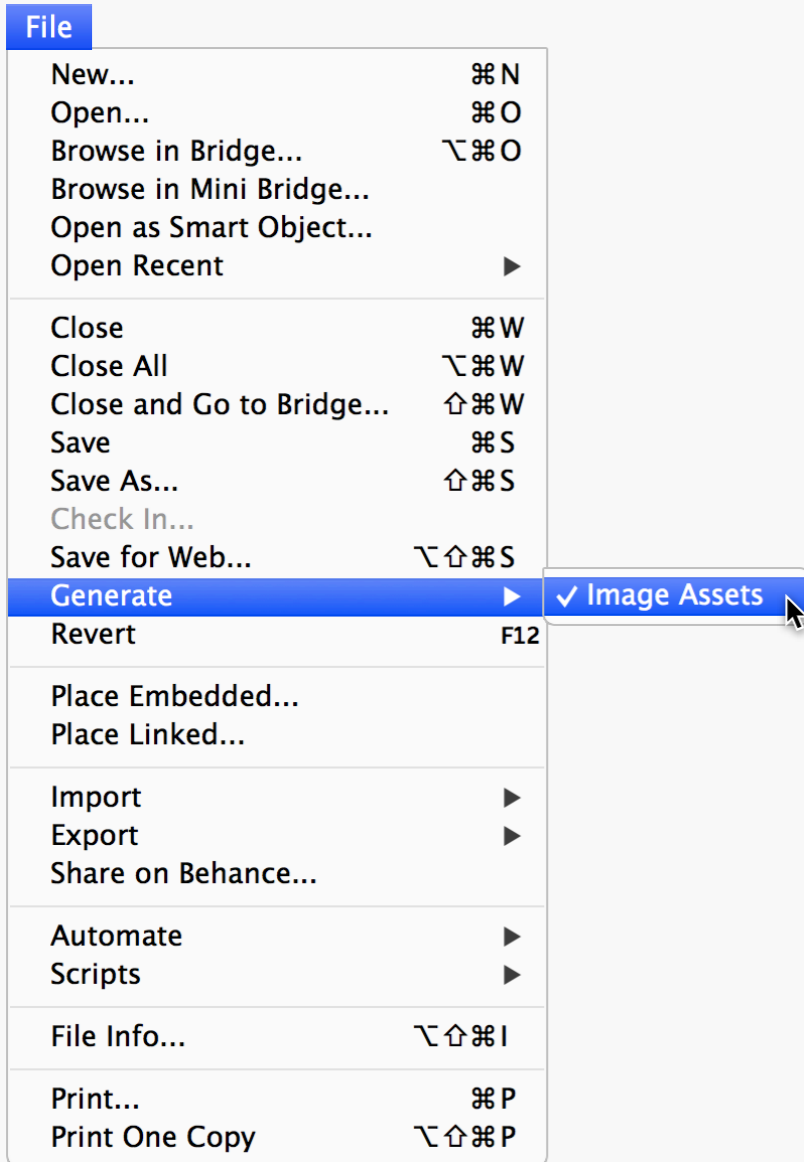 File
New... ⌘N
Open... ⌘O
Browse in Bridge... ⌥⌘O
Browse in Mini Bridge...
Open as Smart Object...
Open Recent ▶
Close ⌘W
Close All ⌥⌘W
Close and Go to Bridge... ⇧⌘W
Save ⌘S
Save As... ⇧⌘S
Check In...
Save for Web... ⌥⇧⌘S
Generate ▶ ✓ Image Assets
Revert F12
Place Embedded...
Place Linked...
Import ▶
Export ▶
Share on Behance...
Automate ▶
Scripts ▶
File Info... ⌥⇧⌘I
Print... ⌘P
Print One Copy ⌥⇧⌘P